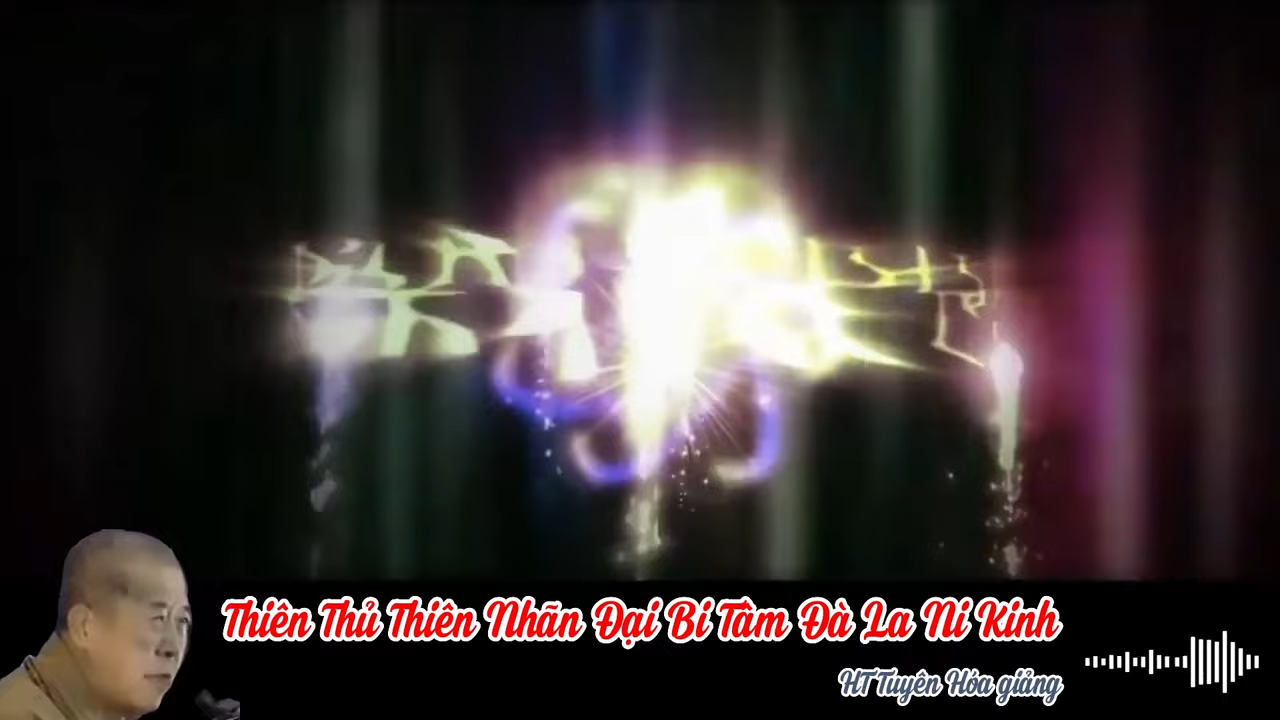 Thiên Thủ Thiên Nhãn Đại Bi Tâm Đà La Ni Kinh
HT Tuyên Hóa giảng